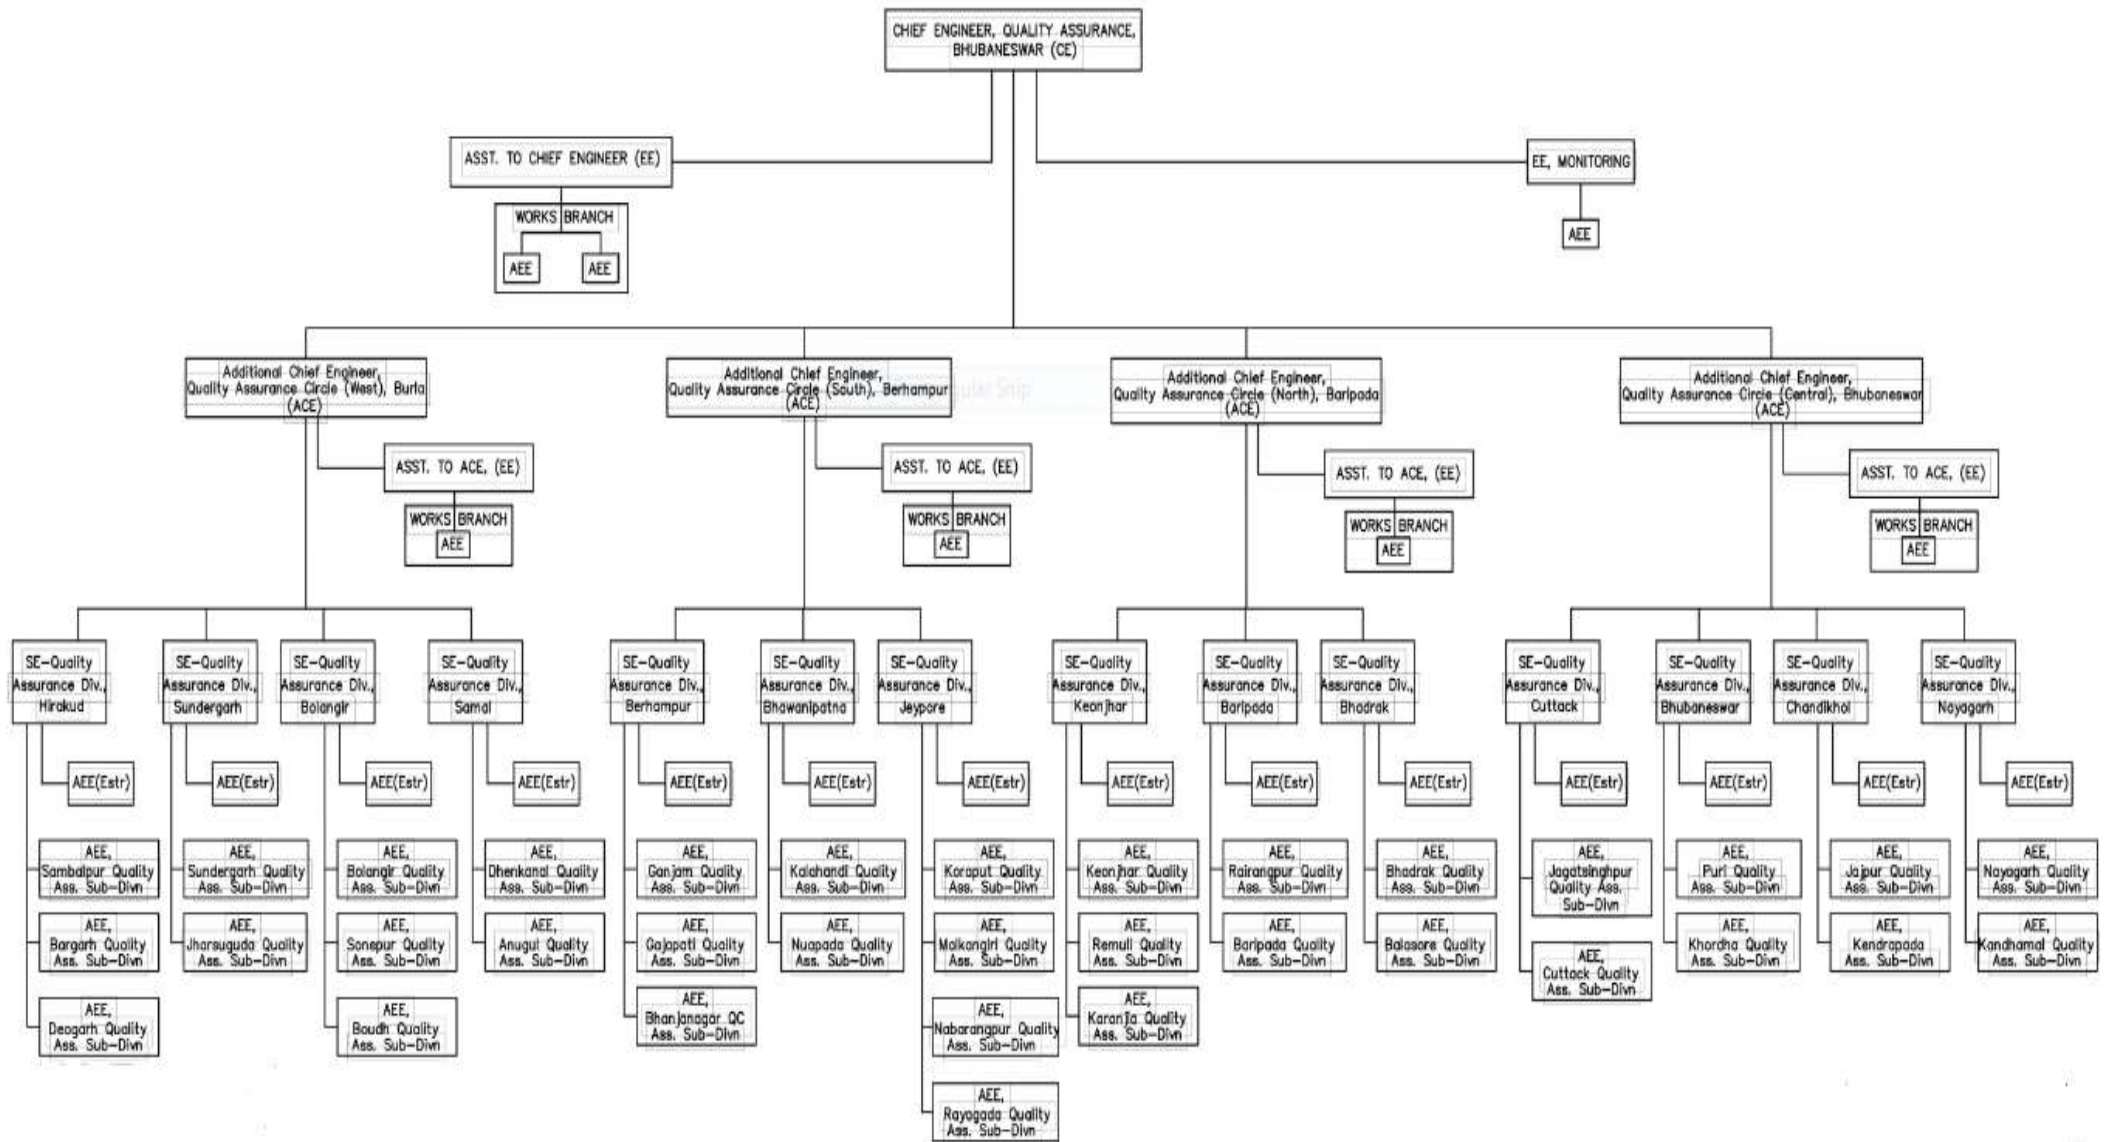 CHIEF ENGINEER, QUALITY ASSURANCE,
BHUBANESWAR (CE)
ASST. TO CHIEF ENGINEER (EE)
EE, MONITORING
WORKS BRANCH
AEE
AEE
AEE
Additional Chief Engineer,
Quality Assurance Circle (West), Burla
(ACE)
Additional Chief Engineer,
Quality Assurance Circle (South), Berhampur
(ACE)
Additional Chief Engineer,
Quality Assurance Circle (North), Baripada
(ACE)
Additional Chief Engineer,
Quality Assurance Circle (Central), Bhubaneswar
(ACE)
ASST. TO ACE, (EE)
WORKS BRANCH
AEE
ASST. TO ACE, (EE)
WORKS BRANCH
AEE
ASST. TO ACE, (EE)
WORKS BRANCH
AEE
ASST. TO ACE, (EE)
WORKS BRANCH
AEE
SE-Quality
Assurance Div.,
Hirakud
SE-Quality
Assurance Div.,
Sundergarh
SE-Quality
Assurance Div.,
Bolangir
SE-Quality
Assurance Div.,
Samal
SE-Quality
Assurance Div.,
Berhampur
SE-Quality
Assurance Div.,
Bhawanipatna
SE-Quality
Assurance Div.,
Jeypore
SE-Quality
Assurance Div.,
Keonjhar
SE-Quality
Assurance Div.,
Baripada
SE-Quality
Assurance Div.,
Bhadrak
SE-Quality
Assurance Div.,
Cuttack
SE-Quality
Assurance Div.,
Bhubaneswar
SE-Quality
Assurance Div.,
Chandikhol
SE-Quality
Assurance Div.,
Nayagarh
AEE(Estr)
AEE(Estr)
AEE(Estr)
AEE(Estr)
AEE(Estr)
AEE(Estr)
AEE(Estr)
AEE(Estr)
AEE(Estr)
AEE(Estr)
AEE(Estr)
AEE(Estr)
AEE(Estr)
AEE(Estr)
AEE,
Sambalpur Quality
Ass. Sub-Divn
AEE,
Sundergarh Quality
Ass. Sub-Divn
AEE,
Bolangir Quality
Ass. Sub-Divn
AEE,
Dhenkanal Quality
Ass. Sub-Divn
AEE,
Ganjam Quality
Ass. Sub-Divn
AEE,
Kalahandi Quality
Ass. Sub-Divn
AEE,
Koraput Quality
Ass. Sub-Divn
AEE,
Keonjhar Quality
Ass. Sub-Divn
AEE,
Rairangpur Quality
Ass. Sub-Divn
AEE,
Bhadrak Quality
Ass. Sub-Divn
AEE,
Jagatsinghpur
Quality Ass.
Sub-Divn
AEE,
Puri Quality
Ass. Sub-Divn
AEE,
Jajpur Quality
Ass. Sub-Divn
AEE,
Nayagarh Quality
Ass. Sub-Divn
AEE,
Bargarh Quality
Ass. Sub-Divn
AEE,
Jharsuguda Quality
Ass. Sub-Divn
AEE,
Sonepur Quality
Ass. Sub-Divn
AEE,
Anugul Quality
Ass. Sub-Divn
AEE,
Gajapati Quality
Ass. Sub-Divn
AEE,
Nuapada Quality
Ass. Sub-Divn
AEE,
Malkangiri Quality
Ass. Sub-Divn
AEE,
Remuli Quality
Ass. Sub-Divn
AEE,
Baripada Quality
Ass. Sub-Divn
AEE,
Balasore Quality
Ass. Sub-Divn
AEE,
Cuttack Quality
Ass. Sub-Divn
AEE,
Khordha Quality
Ass. Sub-Divn
AEE,
Kendrapada
Ass. Sub-Divn
AEE,
Kandhamal Quality
Ass. Sub-Divn
AEE,
Deogarh Quality
Ass. Sub-Divn
AEE,
Boudh Quality
Ass. Sub-Divn
AEE,
Bhanjanagar QC
Ass. Sub-Divn
AEE,
Nabarangpur Quality
Ass. Sub-Divn
AEE,
Karanjia Quality
Ass. Sub-Divn
AEE,
Rayagada Quality
Ass. Sub-Divn